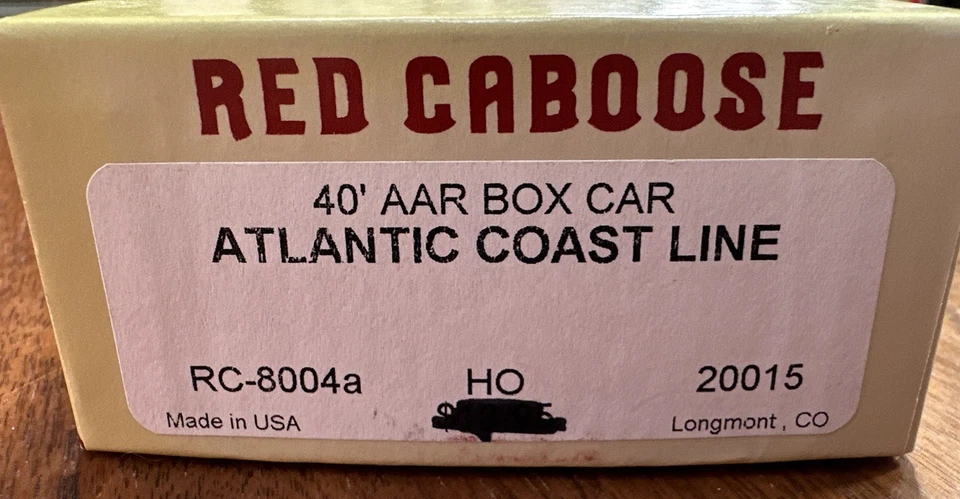 RED CABOOSE
40' AAR BOX CAR
ATLANTIC COAST LINE
RC-8004a HO 20015
Made in USA Longmont , CO